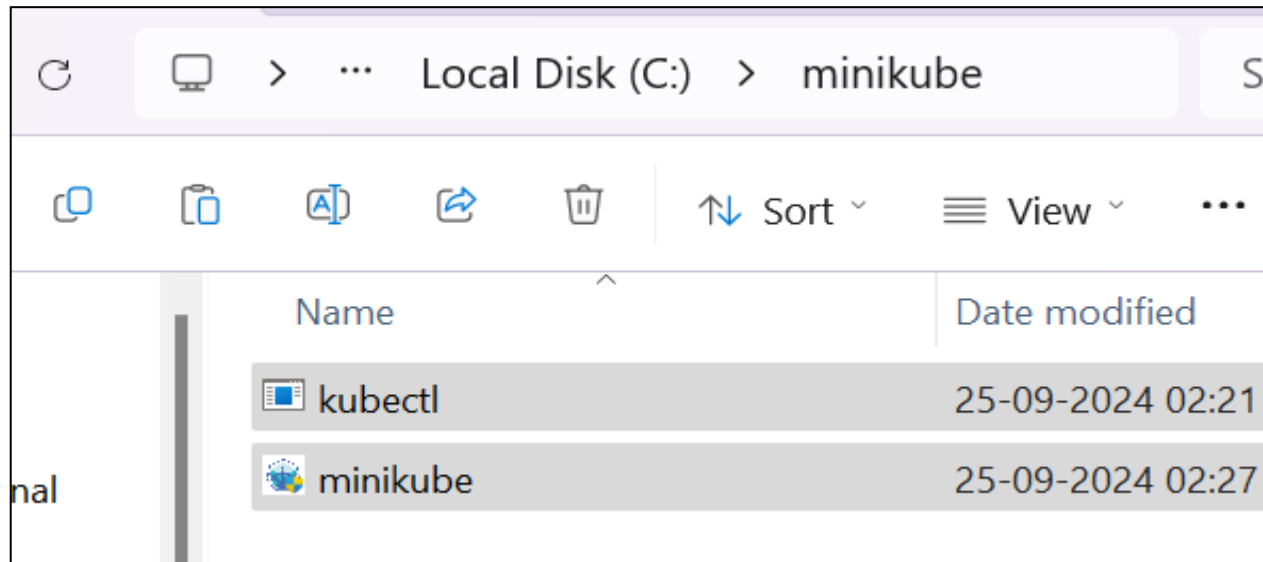 Local Disk (C:) > minikube S
Sort View
Name Date modified
kubectl 25-09-2024 02:21
minikube 25-09-2024 02:27
nal